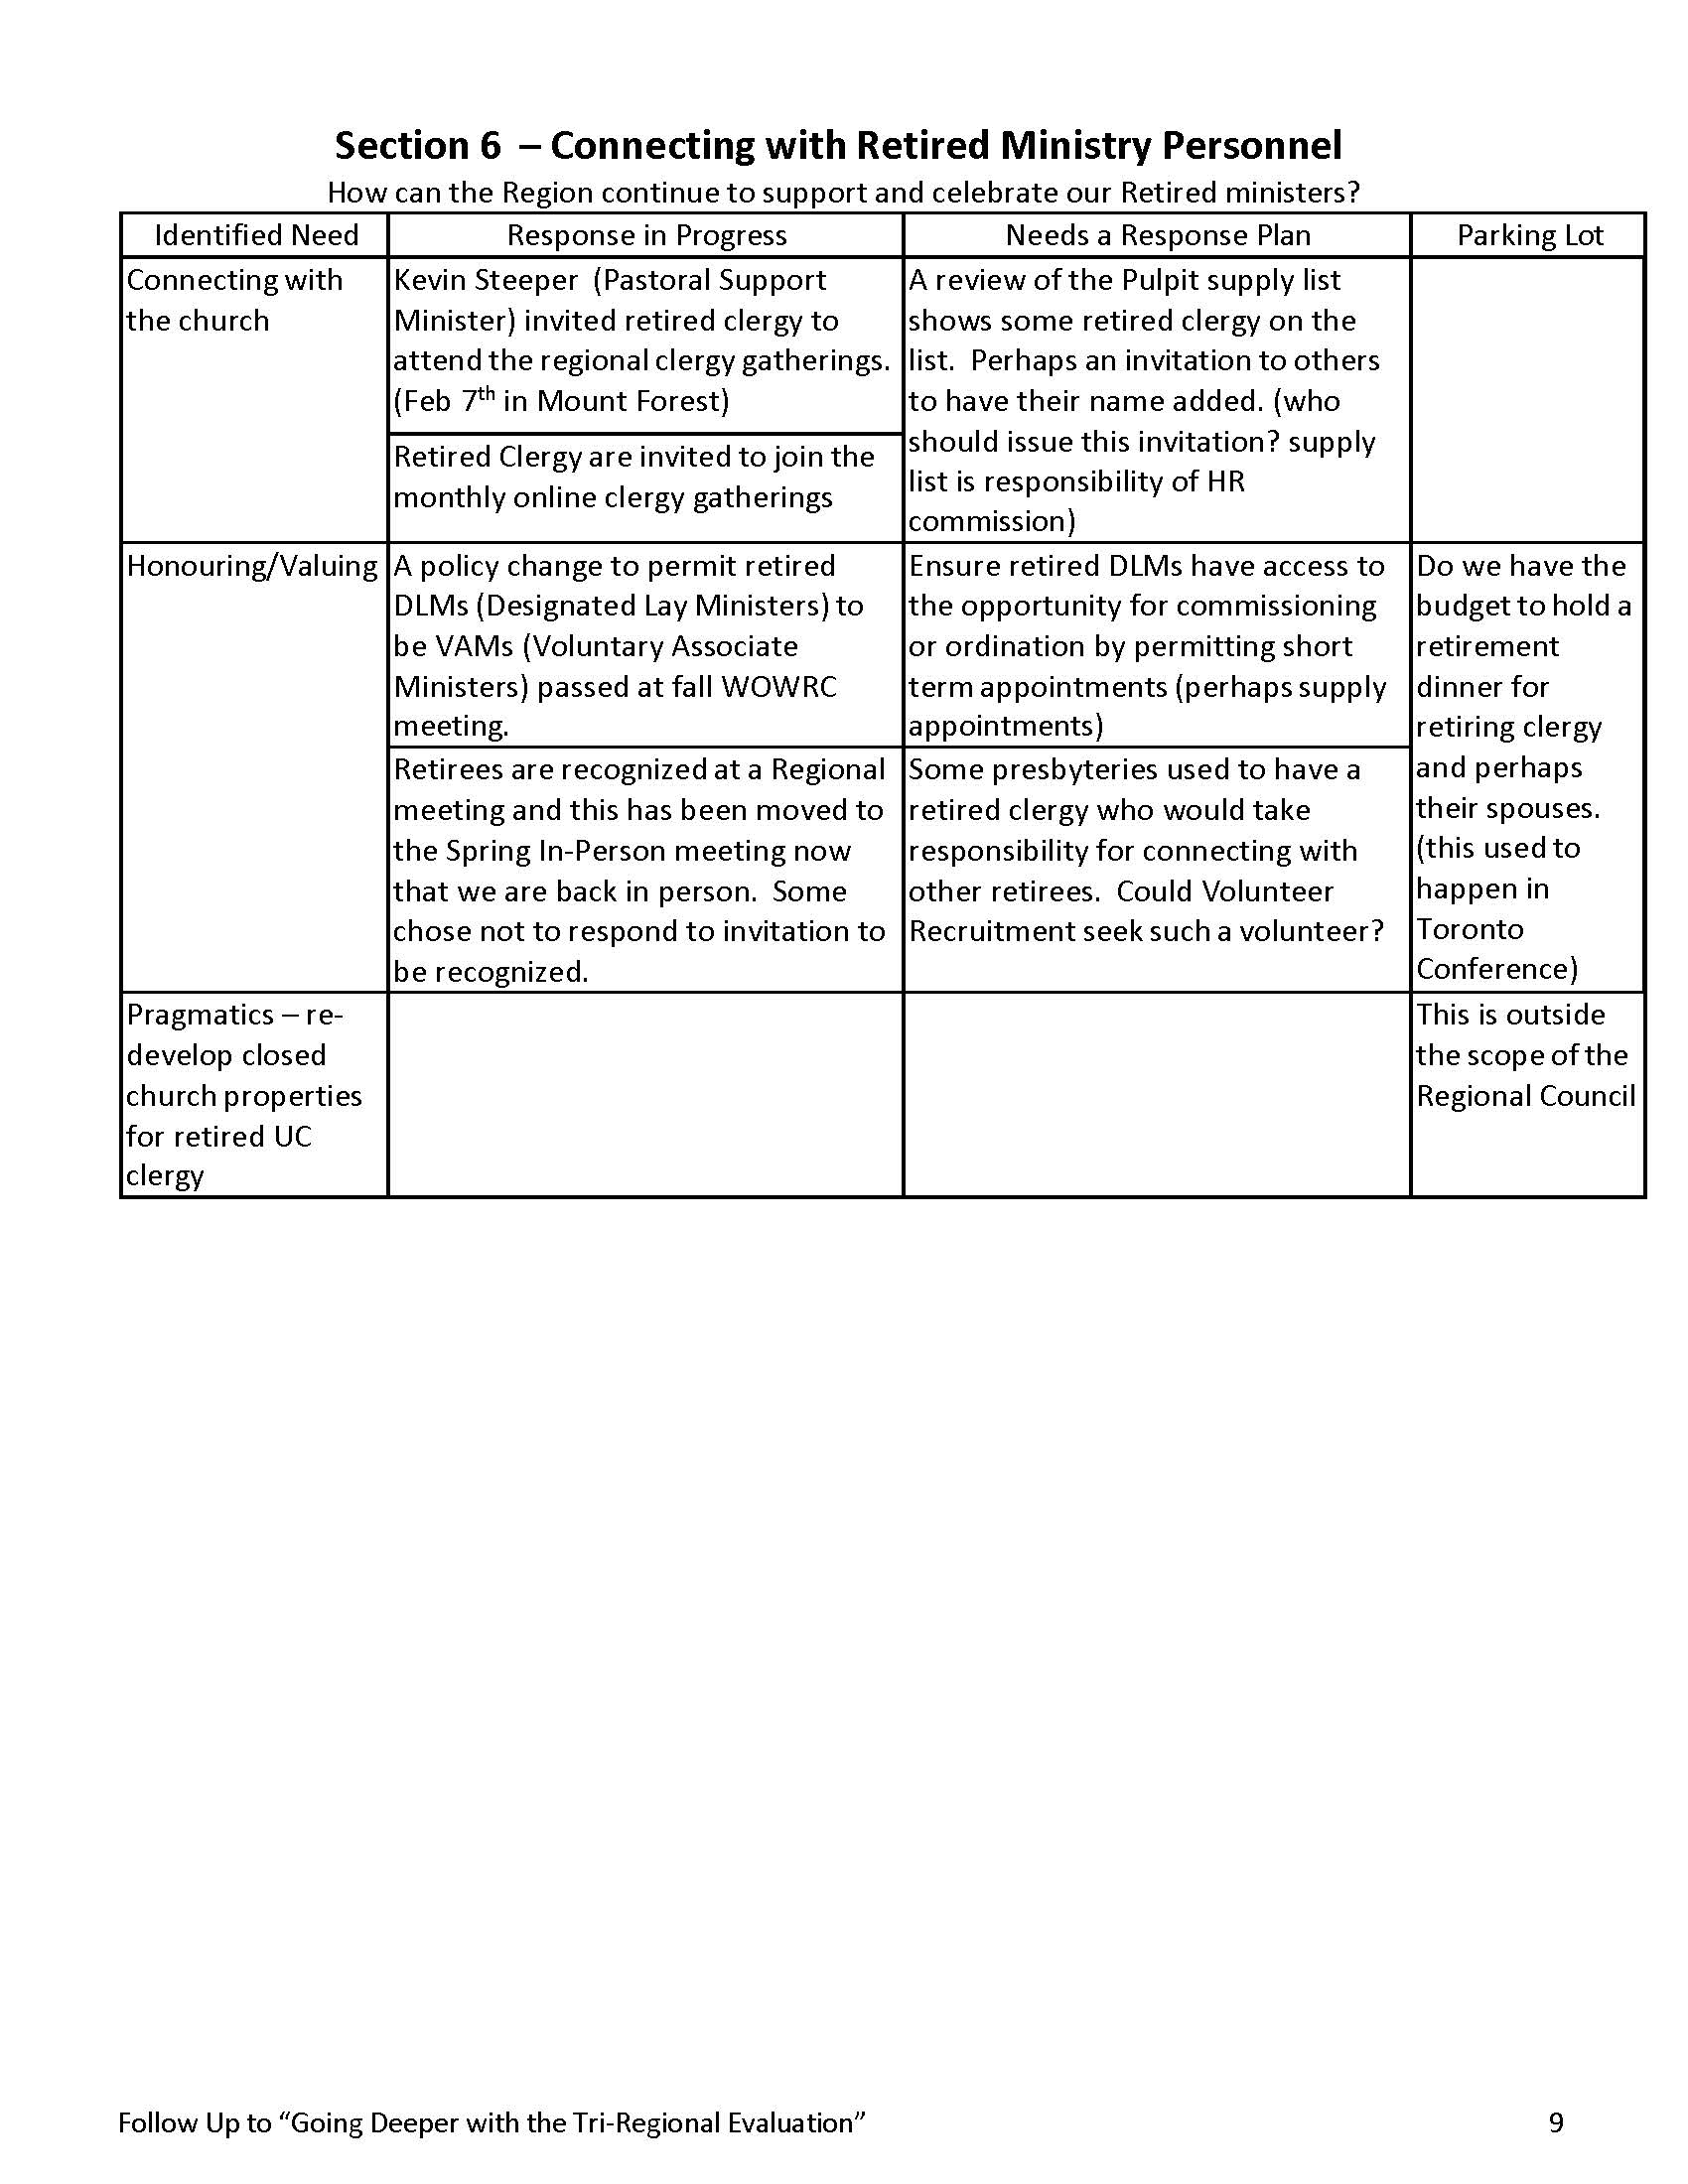 Section 6  – Connecting with Retired Ministry Personnel
How can the Region continue to support and celebrate our Retired ministers?
Identified Need
Response in Progress
Needs a Response Plan
Parking Lot
Connecting with
the church
Kevin Steeper  (Pastoral Support
Minister) invited retired clergy to
attend the regional clergy gatherings.
(Feb 7th in Mount Forest)
Retired Clergy are invited to join the
monthly online clergy gatherings
A review of the Pulpit supply list
shows some retired clergy on the
list.  Perhaps an invitation to others
to have their name added. (who
should issue this invitation? supply
list is responsibility of HR
commission)
Honouring/Valuing
A policy change to permit retired
DLMs (Designated Lay Ministers) to
be VAMs (Voluntary Associate
Ministers) passed at fall WOWRC
meeting.
Ensure retired DLMs have access to
the opportunity for commissioning
or ordination by permitting short
term appointments (perhaps supply
appointments)
Do we have the
budget to hold a
retirement
dinner for
retiring clergy
and perhaps
their spouses.
(this used to
happen in
Toronto
Conference)
Retirees are recognized at a Regional
meeting and this has been moved to
the Spring In-Person meeting now
that we are back in person.  Some
chose not to respond to invitation to
be recognized.
Some presbyteries used to have a
retired clergy who would take
responsibility for connecting with
other retirees.  Could Volunteer
Recruitment seek such a volunteer?
Pragmatics – re-
develop closed
church properties
for retired UC
clergy
This is outside
the scope of the
Regional Council
Follow Up to “Going Deeper with the Tri-Regional Evaluation”
9